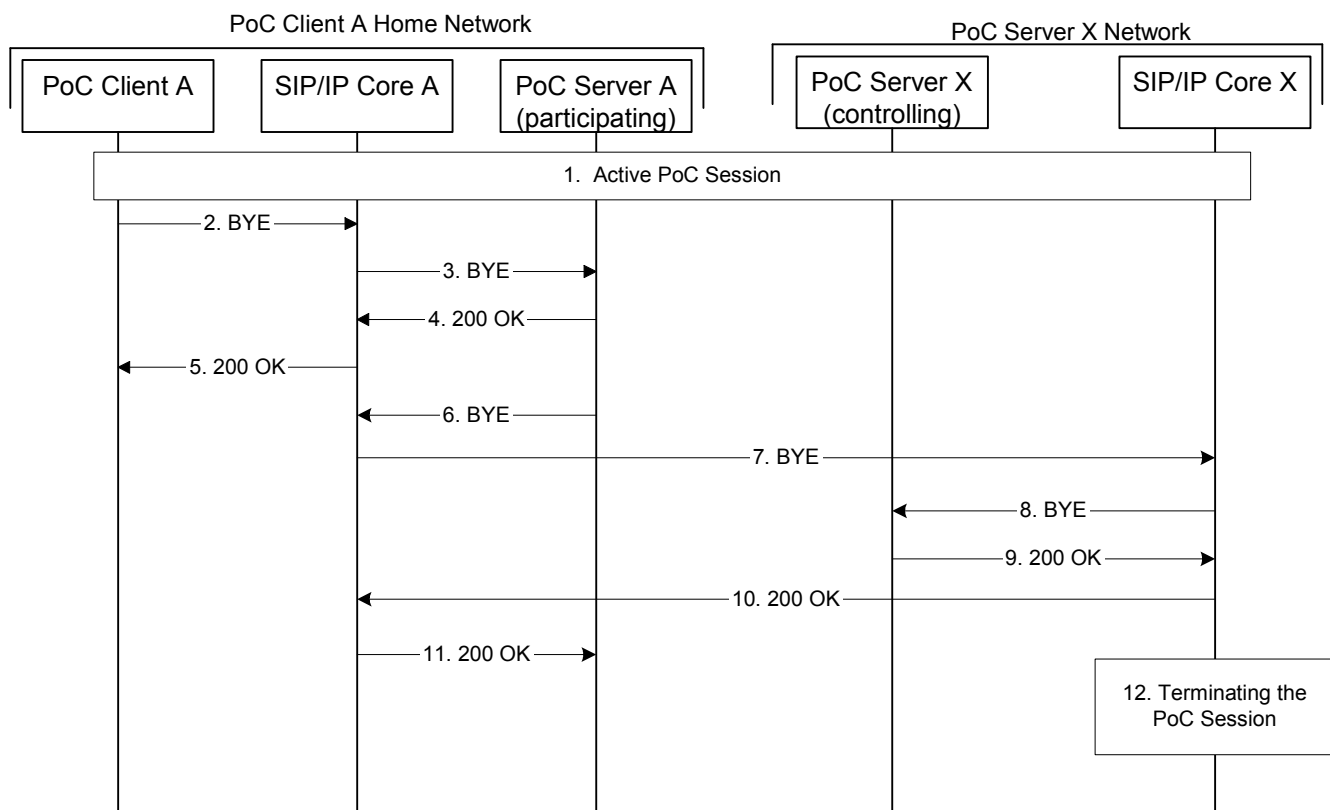 PoC Client A Home Network
PoC Server X Network
PoC Client A
SIP/IP Core A
PoC Server A
(participating)
PoC Server X
(controlling)
SIP/IP Core X
1. Active PoC Session
2. BYE
3. BYE
4. 200 OK
5. 200 OK
6. BYE
7. BYE
8. BYE
9. 200 OK
10. 200 OK
11. 200 OK
12. Terminating the
PoC Session